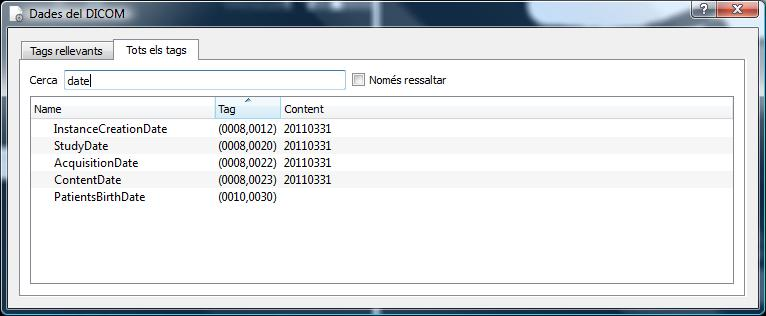 Dades del DICOM
Tags rellevants
Tots els tags
Cerca date Només ressaltar
Name Tag Content
InstanceCreationDate (0008,0012) 20110331
StudyDate (0008,0020) 20110331
AcquisitionDate (0008,0022) 20110331
ContentDate (0008,0023) 20110331
PatientsBirthDate (0010,0030)